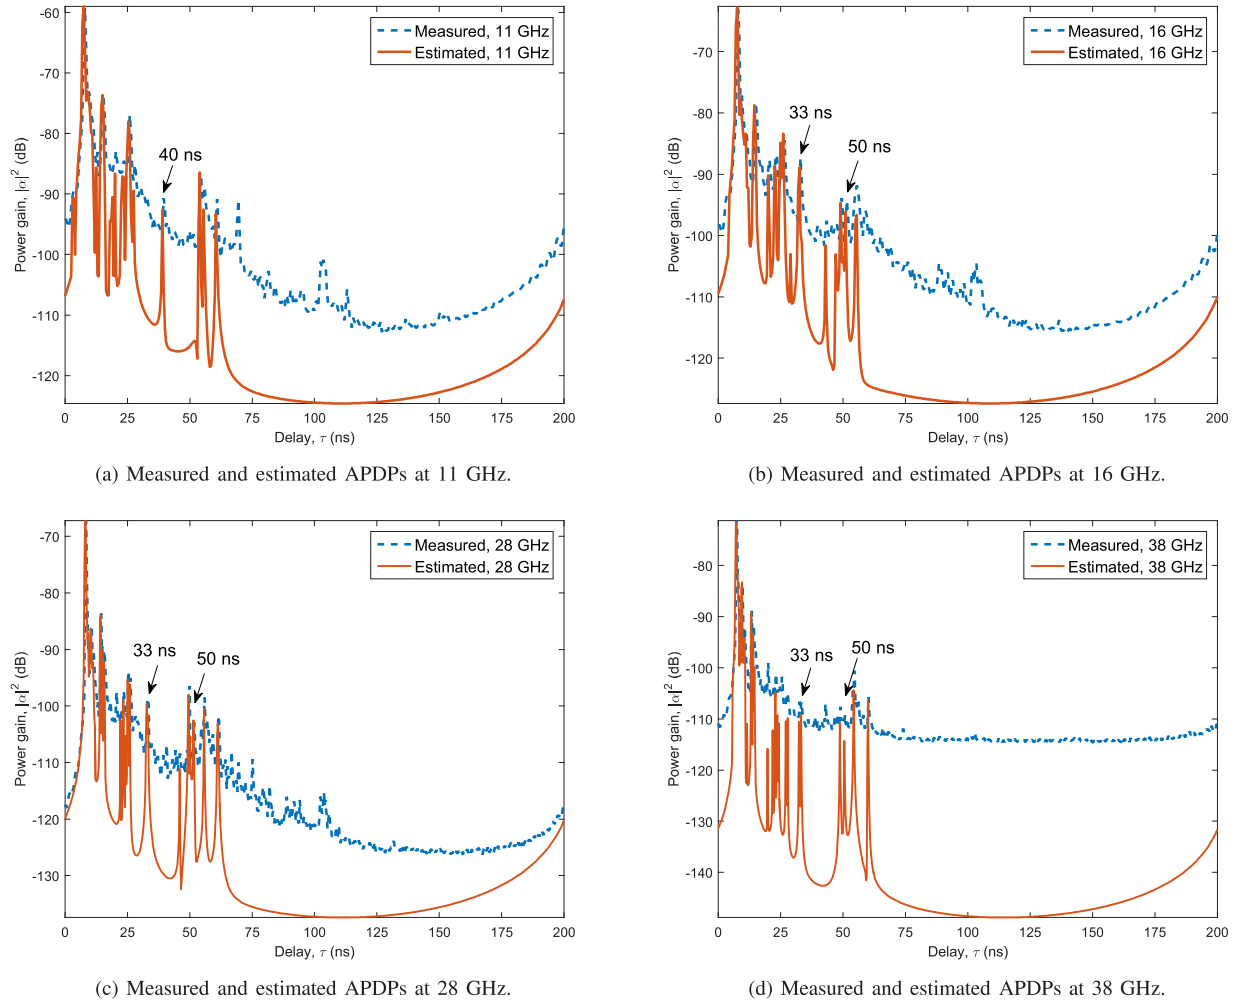 Measured, 11 GHz
Estimated, 11 GHz
40 ns
Power gain, |α|² (dB)
-60
-70
-80
-90
-100
-110
-120
0 25 50 75 100 125 150 175 200
Delay, τ (ns)
(a) Measured and estimated APDPs at 11 GHz.
Measured, 16 GHz
Estimated, 16 GHz
33 ns
50 ns
Power gain, |α|² (dB)
-70
-80
-90
-100
-110
-120
0 25 50 75 100 125 150 175 200
Delay, τ (ns)
(b) Measured and estimated APDPs at 16 GHz.
Measured, 28 GHz
Estimated, 28 GHz
33 ns
50 ns
Power gain, |α|² (dB)
-70
-80
-90
-100
-110
-120
-130
0 25 50 75 100 125 150 175 200
Delay, τ (ns)
(c) Measured and estimated APDPs at 28 GHz.
Measured, 38 GHz
Estimated, 38 GHz
33 ns
50 ns
Power gain, |α|² (dB)
-80
-90
-100
-110
-120
-130
-140
0 25 50 75 100 125 150 175 200
Delay, τ (ns)
(d) Measured and estimated APDPs at 38 GHz.